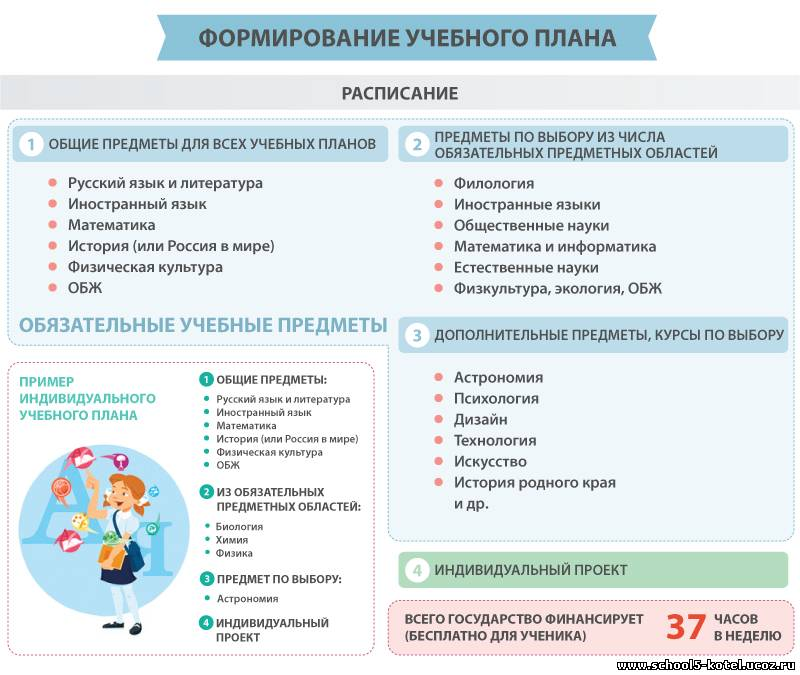 ФОРМИРОВАНИЕ УЧЕБНОГО ПЛАНА
РАСПИСАНИЕ
1 ОБЩИЕ ПРЕДМЕТЫ ДЛЯ ВСЕХ УЧЕБНЫХ ПЛАНОВ
Русский язык и литература
Иностранный язык
Математика
История (или Россия в мире)
Физическая культура
ОБЖ
ОБЯЗАТЕЛЬНЫЕ УЧЕБНЫЕ ПРЕДМЕТЫ
2 ПРЕДМЕТЫ ПО ВЫБОРУ ИЗ ЧИСЛА
ОБЯЗАТЕЛЬНЫХ ПРЕДМЕТНЫХ ОБЛАСТЕЙ
Филология
Иностранные языки
Общественные науки
Математика и информатика
Естественные науки
Физкультура, экология, ОБЖ
3 ДОПОЛНИТЕЛЬНЫЕ ПРЕДМЕТЫ, КУРСЫ ПО ВЫБОРУ
Астрономия
Психология
Дизайн
Технология
Искусство
История родного края
и др.
4 ИНДИВИДУАЛЬНЫЙ ПРОЕКТ
ВСЕГО ГОСУДАРСТВО ФИНАНСИРУЕТ
(БЕСПЛАТНО ДЛЯ УЧЕНИКА)
37 ЧАСОВ
В НЕДЕЛЮ
ПРИМЕР
ИНДИВИДУАЛЬНОГО
УЧЕБНОГО ПЛАНА
А
Я
1 ОБЩИЕ ПРЕДМЕТЫ:
Русский язык и литература
Иностранный язык
Математика
История (или Россия в мире)
Физическая культура
ОБЖ
2 ИЗ ОБЯЗАТЕЛЬНЫХ
ПРЕДМЕТНЫХ ОБЛАСТЕЙ:
Биология
Химия
Физика
3 ПРЕДМЕТ ПО ВЫБОРУ:
Астрономия
4 ИНДИВИДУАЛЬНЫЙ
ПРОЕКТ
www.school5-kotel.ucoz.ru